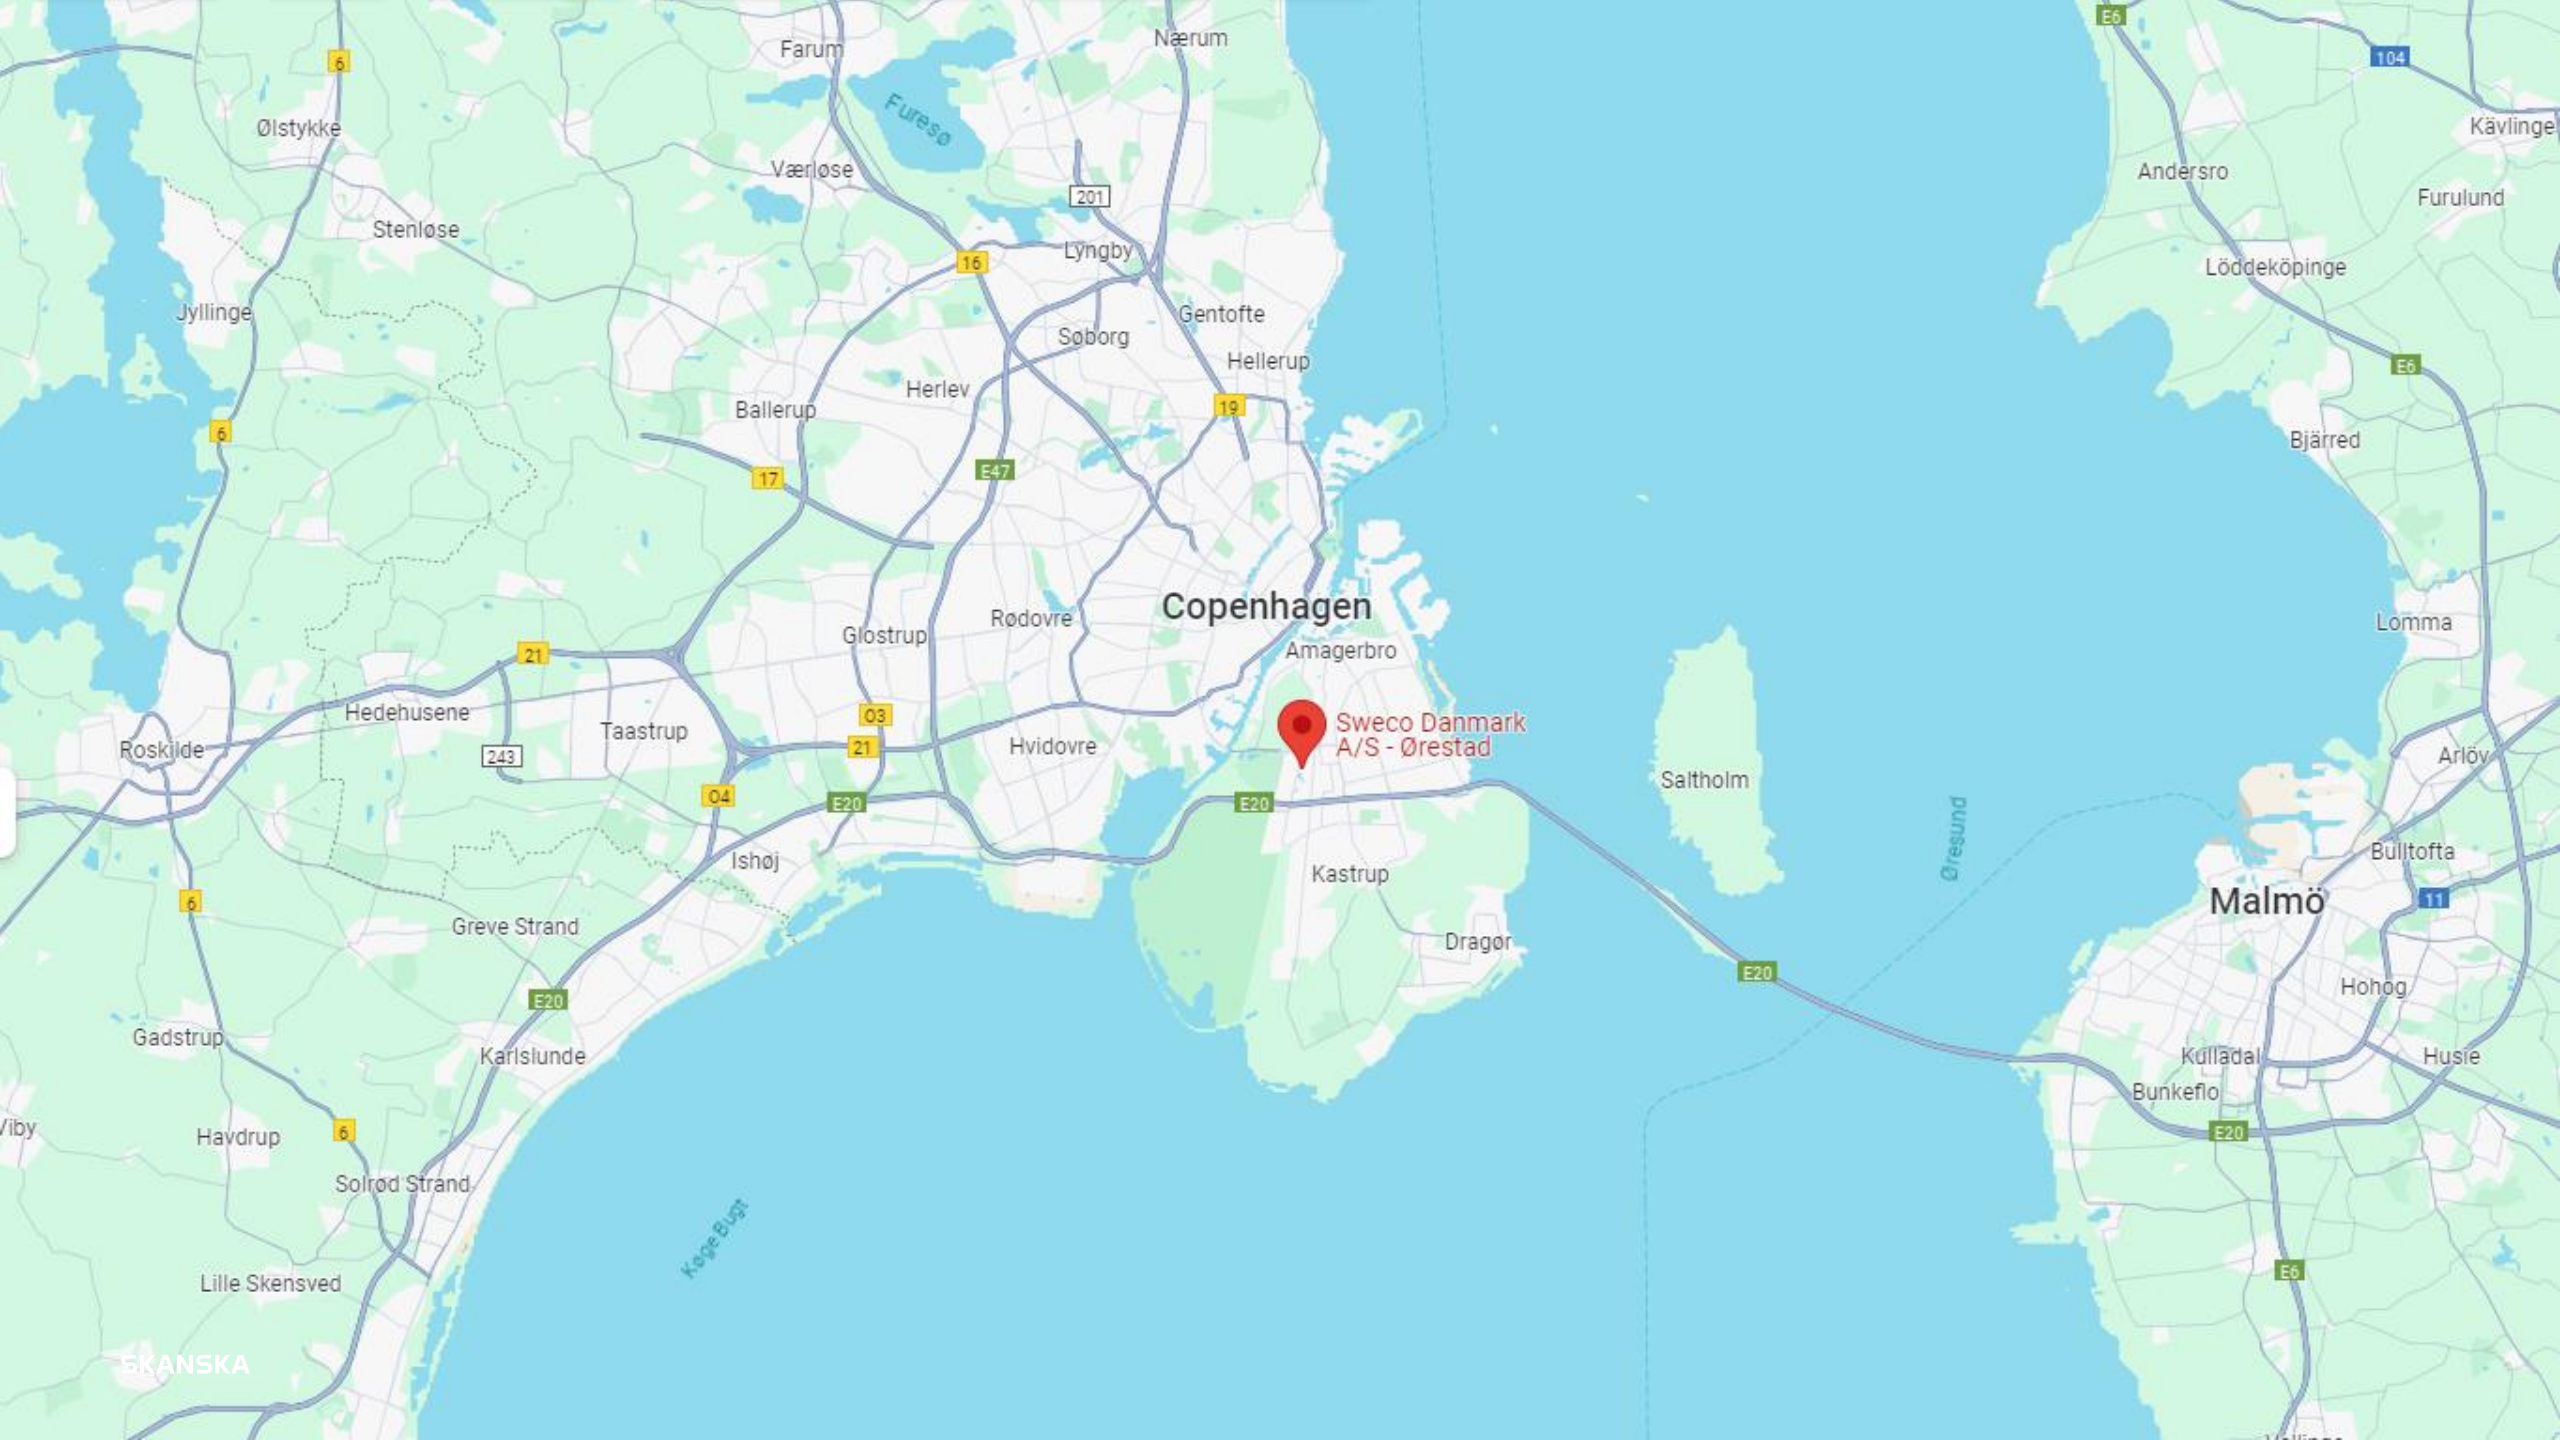 E6
Farum
Nærum
104
6
Furesø
Ølstykke
Kävlinge
Værløse
Andersro
201
Furulund
Stenløse
Lyngby
16
Löddeköpinge
Jyllinge
Gentofte
Søborg
Hellerup
E6
Herlev
19
Ballerup
6
Bjärred
E47
17
Copenhagen
Rødovre
Lomma
Glostrup
Amagerbro
21
Hedehusene
03
Sweco Danmark
A/S - Ørestad
Taastrup
Roskilde
243
21
Hvidovre
Arlöv
Saltholm
04
E20
E20
Øresund
Bulltofta
Ishøj
Kastrup
6
Malmö
11
Greve Strand
Dragør
E20
Hohög
E20
Gadstrup
Karlslunde
Kulladal
Husie
Bunkeflo
Viby
Havdrup
6
E20
Solrød Strand
Køge Bugt
E6
Lille Skensved
SKANSKA